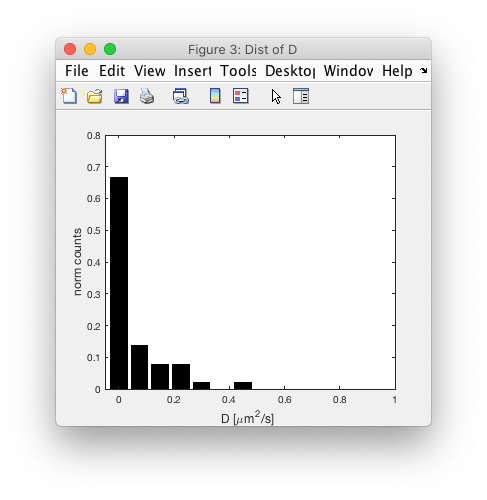 Figure 3: Dist of D
File Edit View Insert Tools Desktop Window Help
0.8
0.7
0.6
0.5
0.4
0.3
0.2
0.1
0
norm counts
0 0.2 0.4 0.6 0.8 1
D [μm²/s]